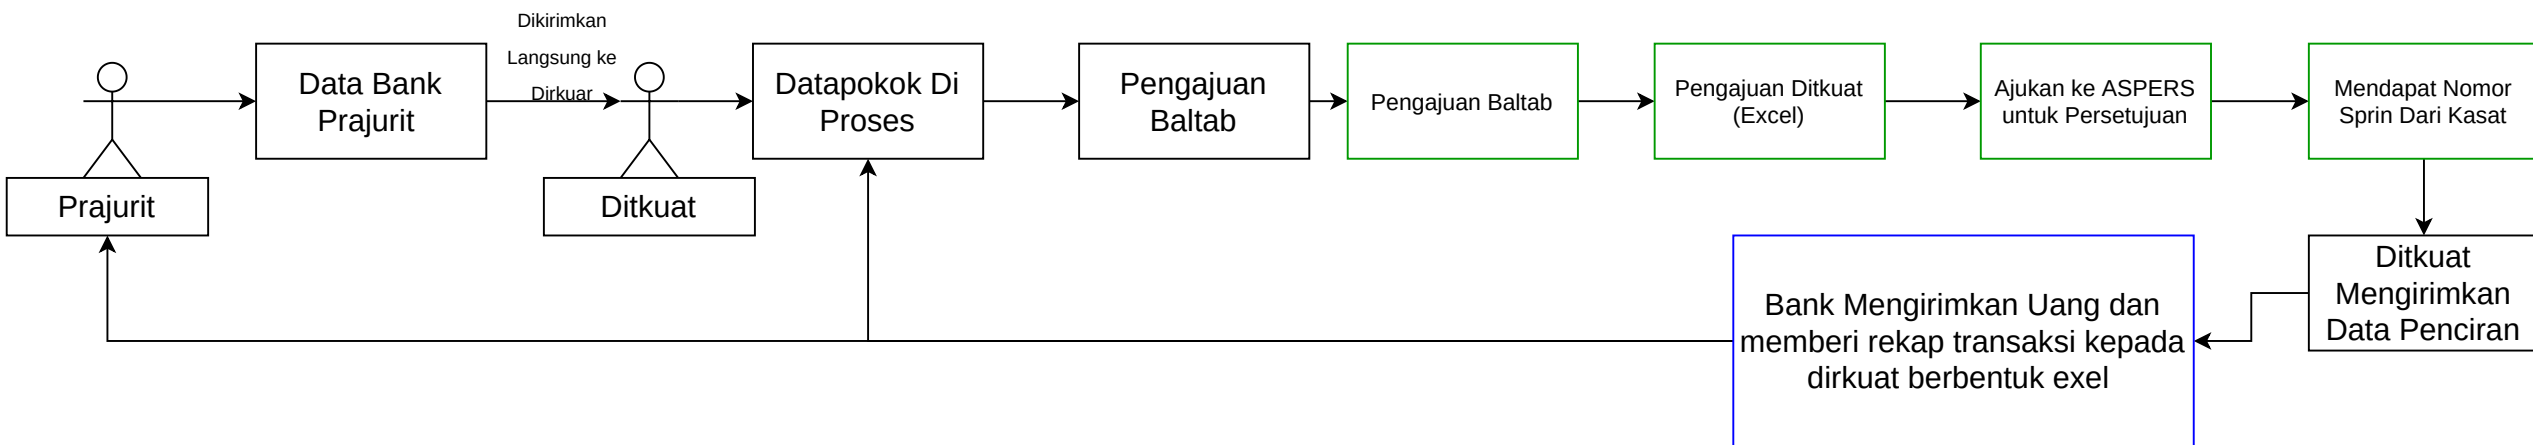 Dikirimkan
Langsung ke
Dirkuar
Data Bank
Prajurit
Datapokok Di
Proses
Pengajuan
Baltab
Pengajuan Baltab
Pengajuan Ditkuat
(Excel)
Ajukan ke ASPERS
untuk Persetujuan
Mendapat Nomor
Sprin Dari Kasat
Prajurit
Ditkuat
Ditkuat
Mengirimkan
Data Penciran
Bank Mengirimkan Uang dan
memberi rekap transaksi kepada
dirkuat berbentuk exel